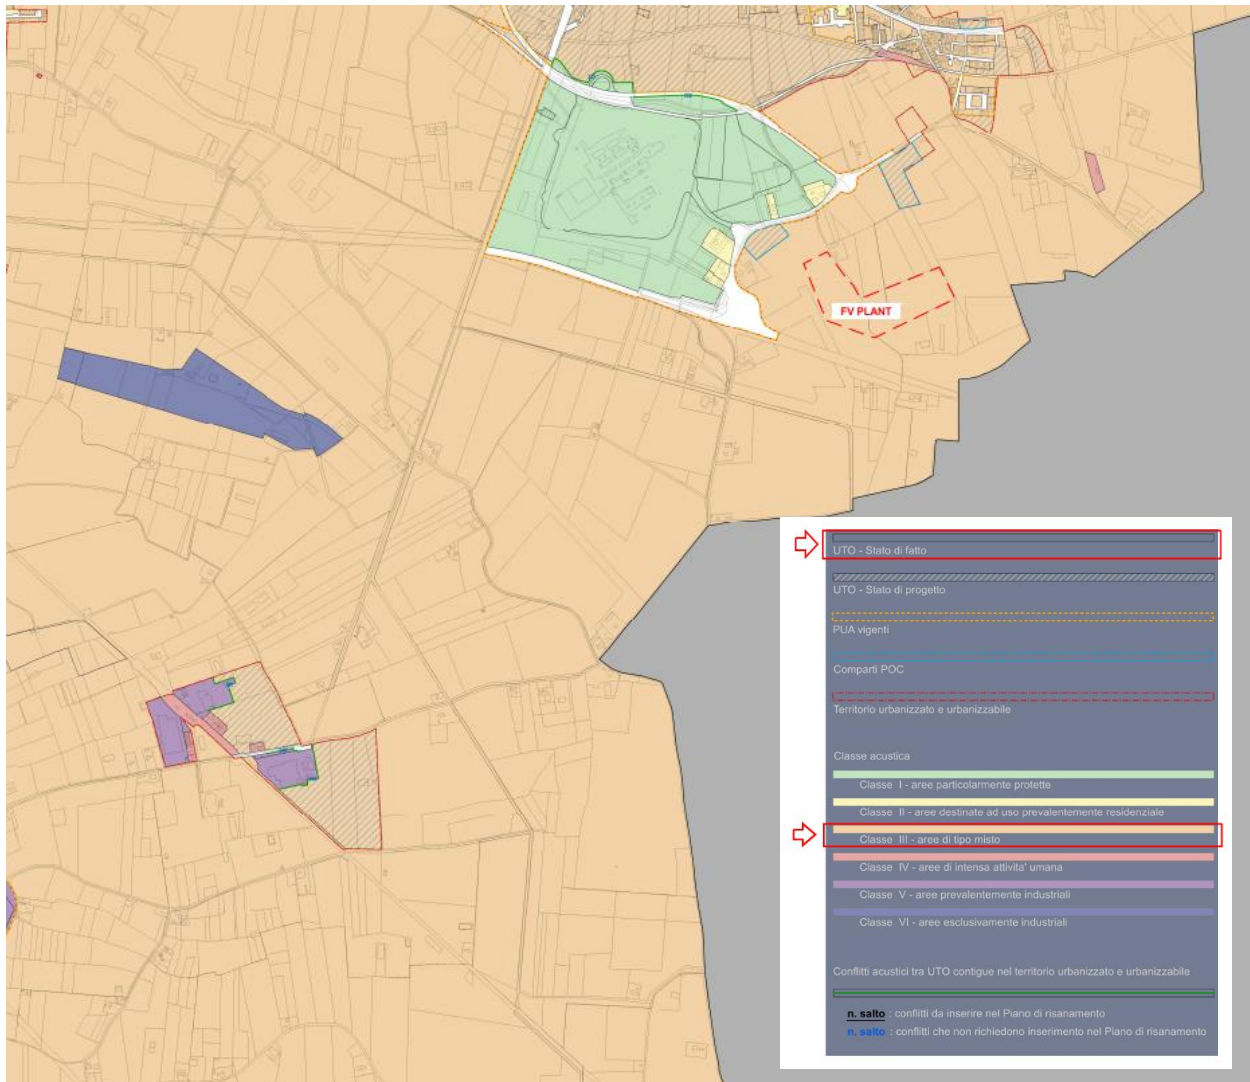 FV PLANT
UTO - Stato di fatto
UTO - Stato di progetto
PUA vigenti
Comparti POC
Territorio urbanizzato e urbanizzabile
Classe acustica
Classe I - aree particolarmente protette
Classe II - aree destinate ad uso prevalentemente residenziale
Classe III - aree di tipo misto
Classe IV - aree di intensa attivita' umana
Classe V - aree prevalentemente industriali
Classe VI - aree esclusivamente industriali
Conflitti acustici tra UTO contigue nel territorio urbanizzato e urbanizzabile
n. salto : conflitti da inserire nel Piano di risanamento
n. salto : conflitti che non richiedono inserimento nel Piano di risanamento